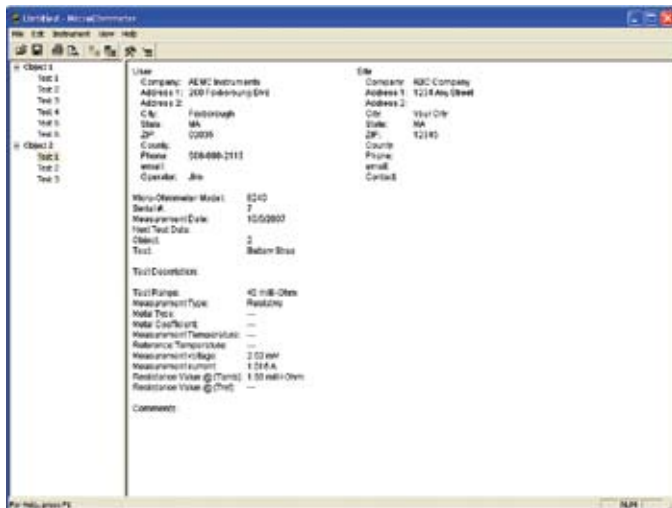 Untitled - MicroOhmmeter
File Edit Instrument View Help
Object 1
Test 1
Test 2
Test 3
Test 4
Test 5
Test 6
Object 2
Test 1
Test 2
Test 3
User
Company: AEMC Instruments
Address 1: 200 Foxborough Blvd
Address 2:
City: Foxborough
State: MA
ZIP: 02035
County:
Phone: 508-698-2115
email:
Operator: Jim
Site
Company: ABC Company
Address 1: 1234 Any Street
Address 2:
City: Your City
State: MA
ZIP: 12345
County:
Phone:
email:
Contact:
Micro-Ohmmeter Model: 6240
Serial #: 7
Measurement Date: 10/5/2007
Next Test Date:
Object: 2
Test: Strap
Test Description:
Test Range: 40 milli-Ohm
Measurement Type: Resistive
Metal Type: ---
Metal Coefficient: ---
Measurement Temperature: ---
Reference Temperature: ---
Measurement voltage: 2.03 mV
Measurement current: 1.016 A
Resistance Value @ (Tamb): milli-Ohm
Resistance Value @ (Tref): ---
Comments:
For Help, press F1
NUM